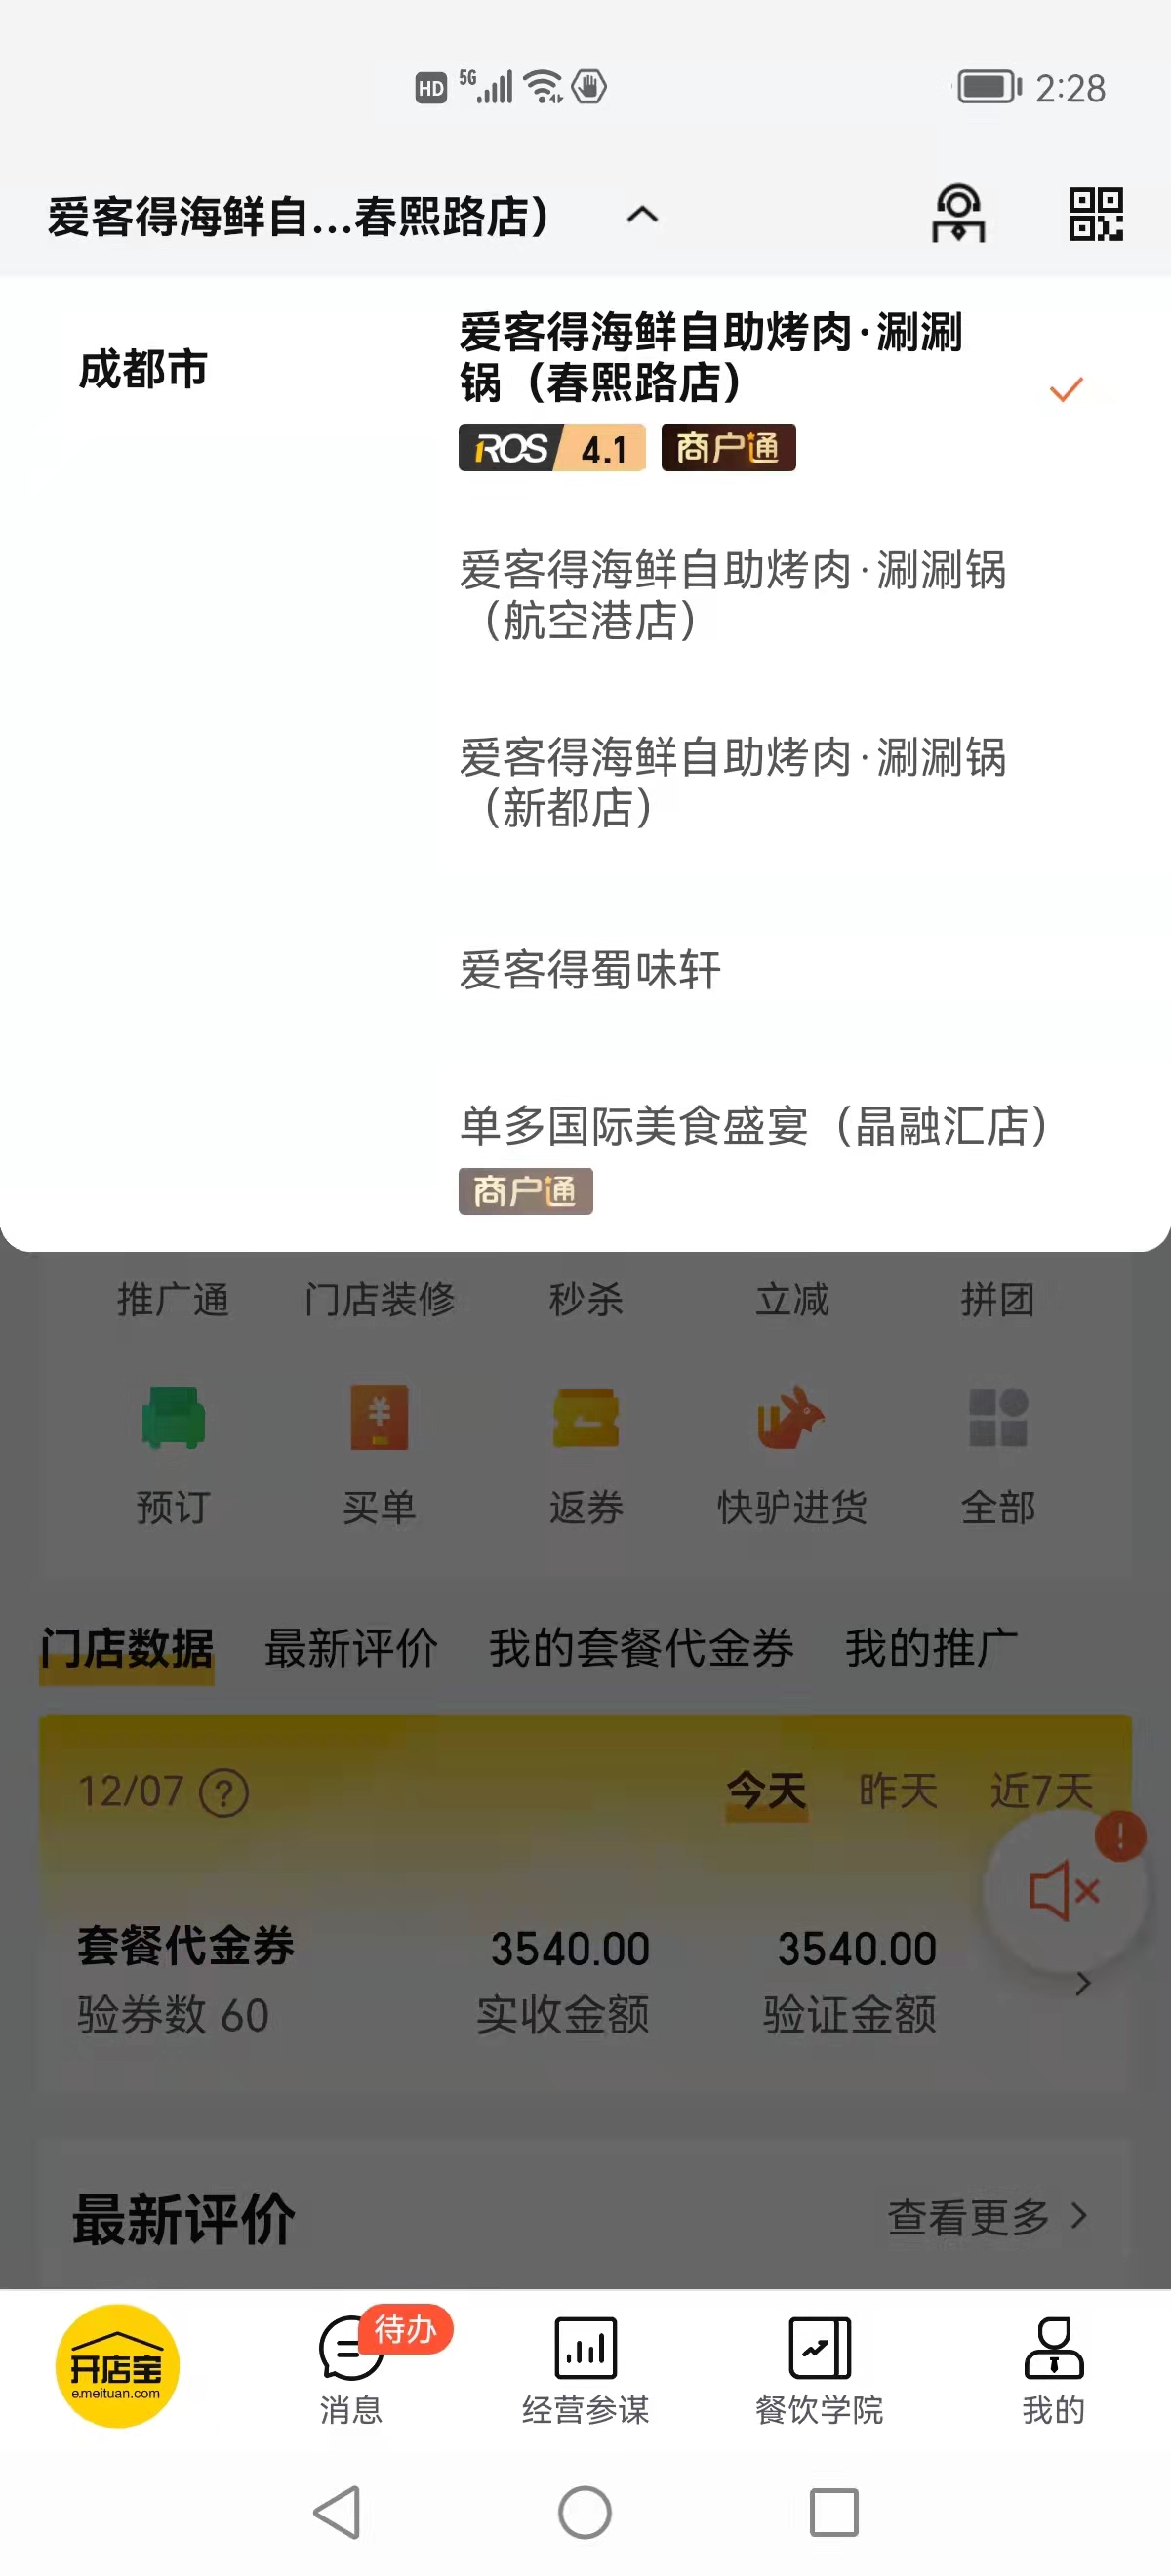 HD 5G 2:28
爱客得海鲜自...春熙路店）
成都市
爱客得海鲜自助烤肉·涮涮
锅（春熙路店）
ROS 4.1 商户通
爱客得海鲜自助烤肉·涮涮锅
（航空港店）
爱客得海鲜自助烤肉·涮涮锅
（新都店）
爱客得蜀味轩
单多国际美食盛宴（晶融汇店）
商户通
推广通 门店装修 秒杀 立减 拼团
预订 买单 返券 快驴进货 全部
门店数据 最新评价 我的套餐代金券 我的推广
12/07 ? 今天 昨天 近7天
套餐代金券 3540.00 3540.00
验券数 60 实收金额 验证金额
最新评价 查看更多
开店宝
e.meituan.com
待办
消息 经营参谋 餐饮学院 我的